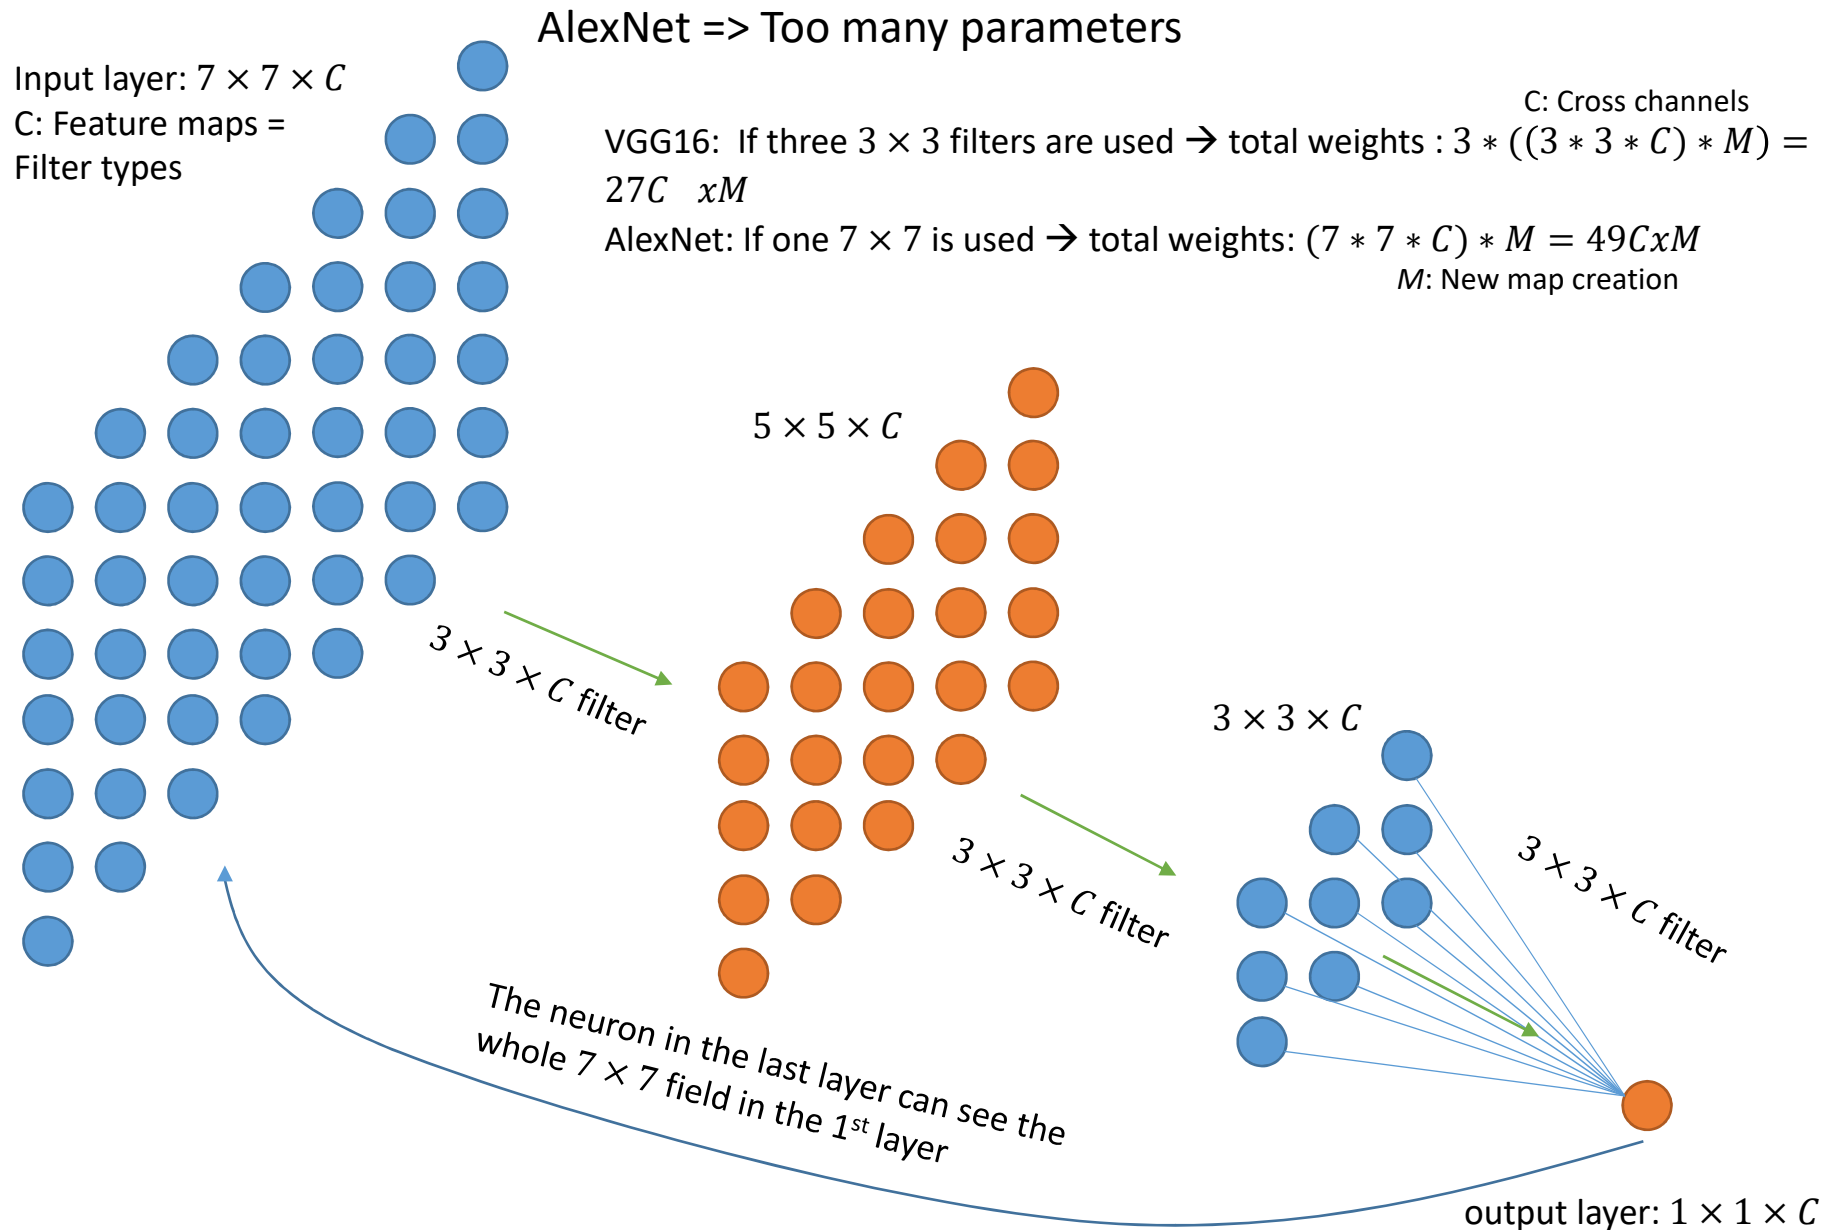 AlexNet => Too many parameters
Input layer: 7 × 7 × C
C: Feature maps =
Filter types
C: Cross channels
VGG16: If three 3 × 3 filters are used → total weights : 3 ∗ ((3 ∗ 3 ∗ C) ∗ M) =
27C xM
AlexNet: If one 7 × 7 is used → total weights: (7 ∗ 7 ∗ C) ∗ M = 49CxM
M: New map creation
5 × 5 × C
3 × 3 × C filter
3 × 3 × C
3 × 3 × C filter
3 × 3 × C filter
The neuron in the last layer can see the
whole 7 × 7 field in the 1st layer
output layer: 1 × 1 × C